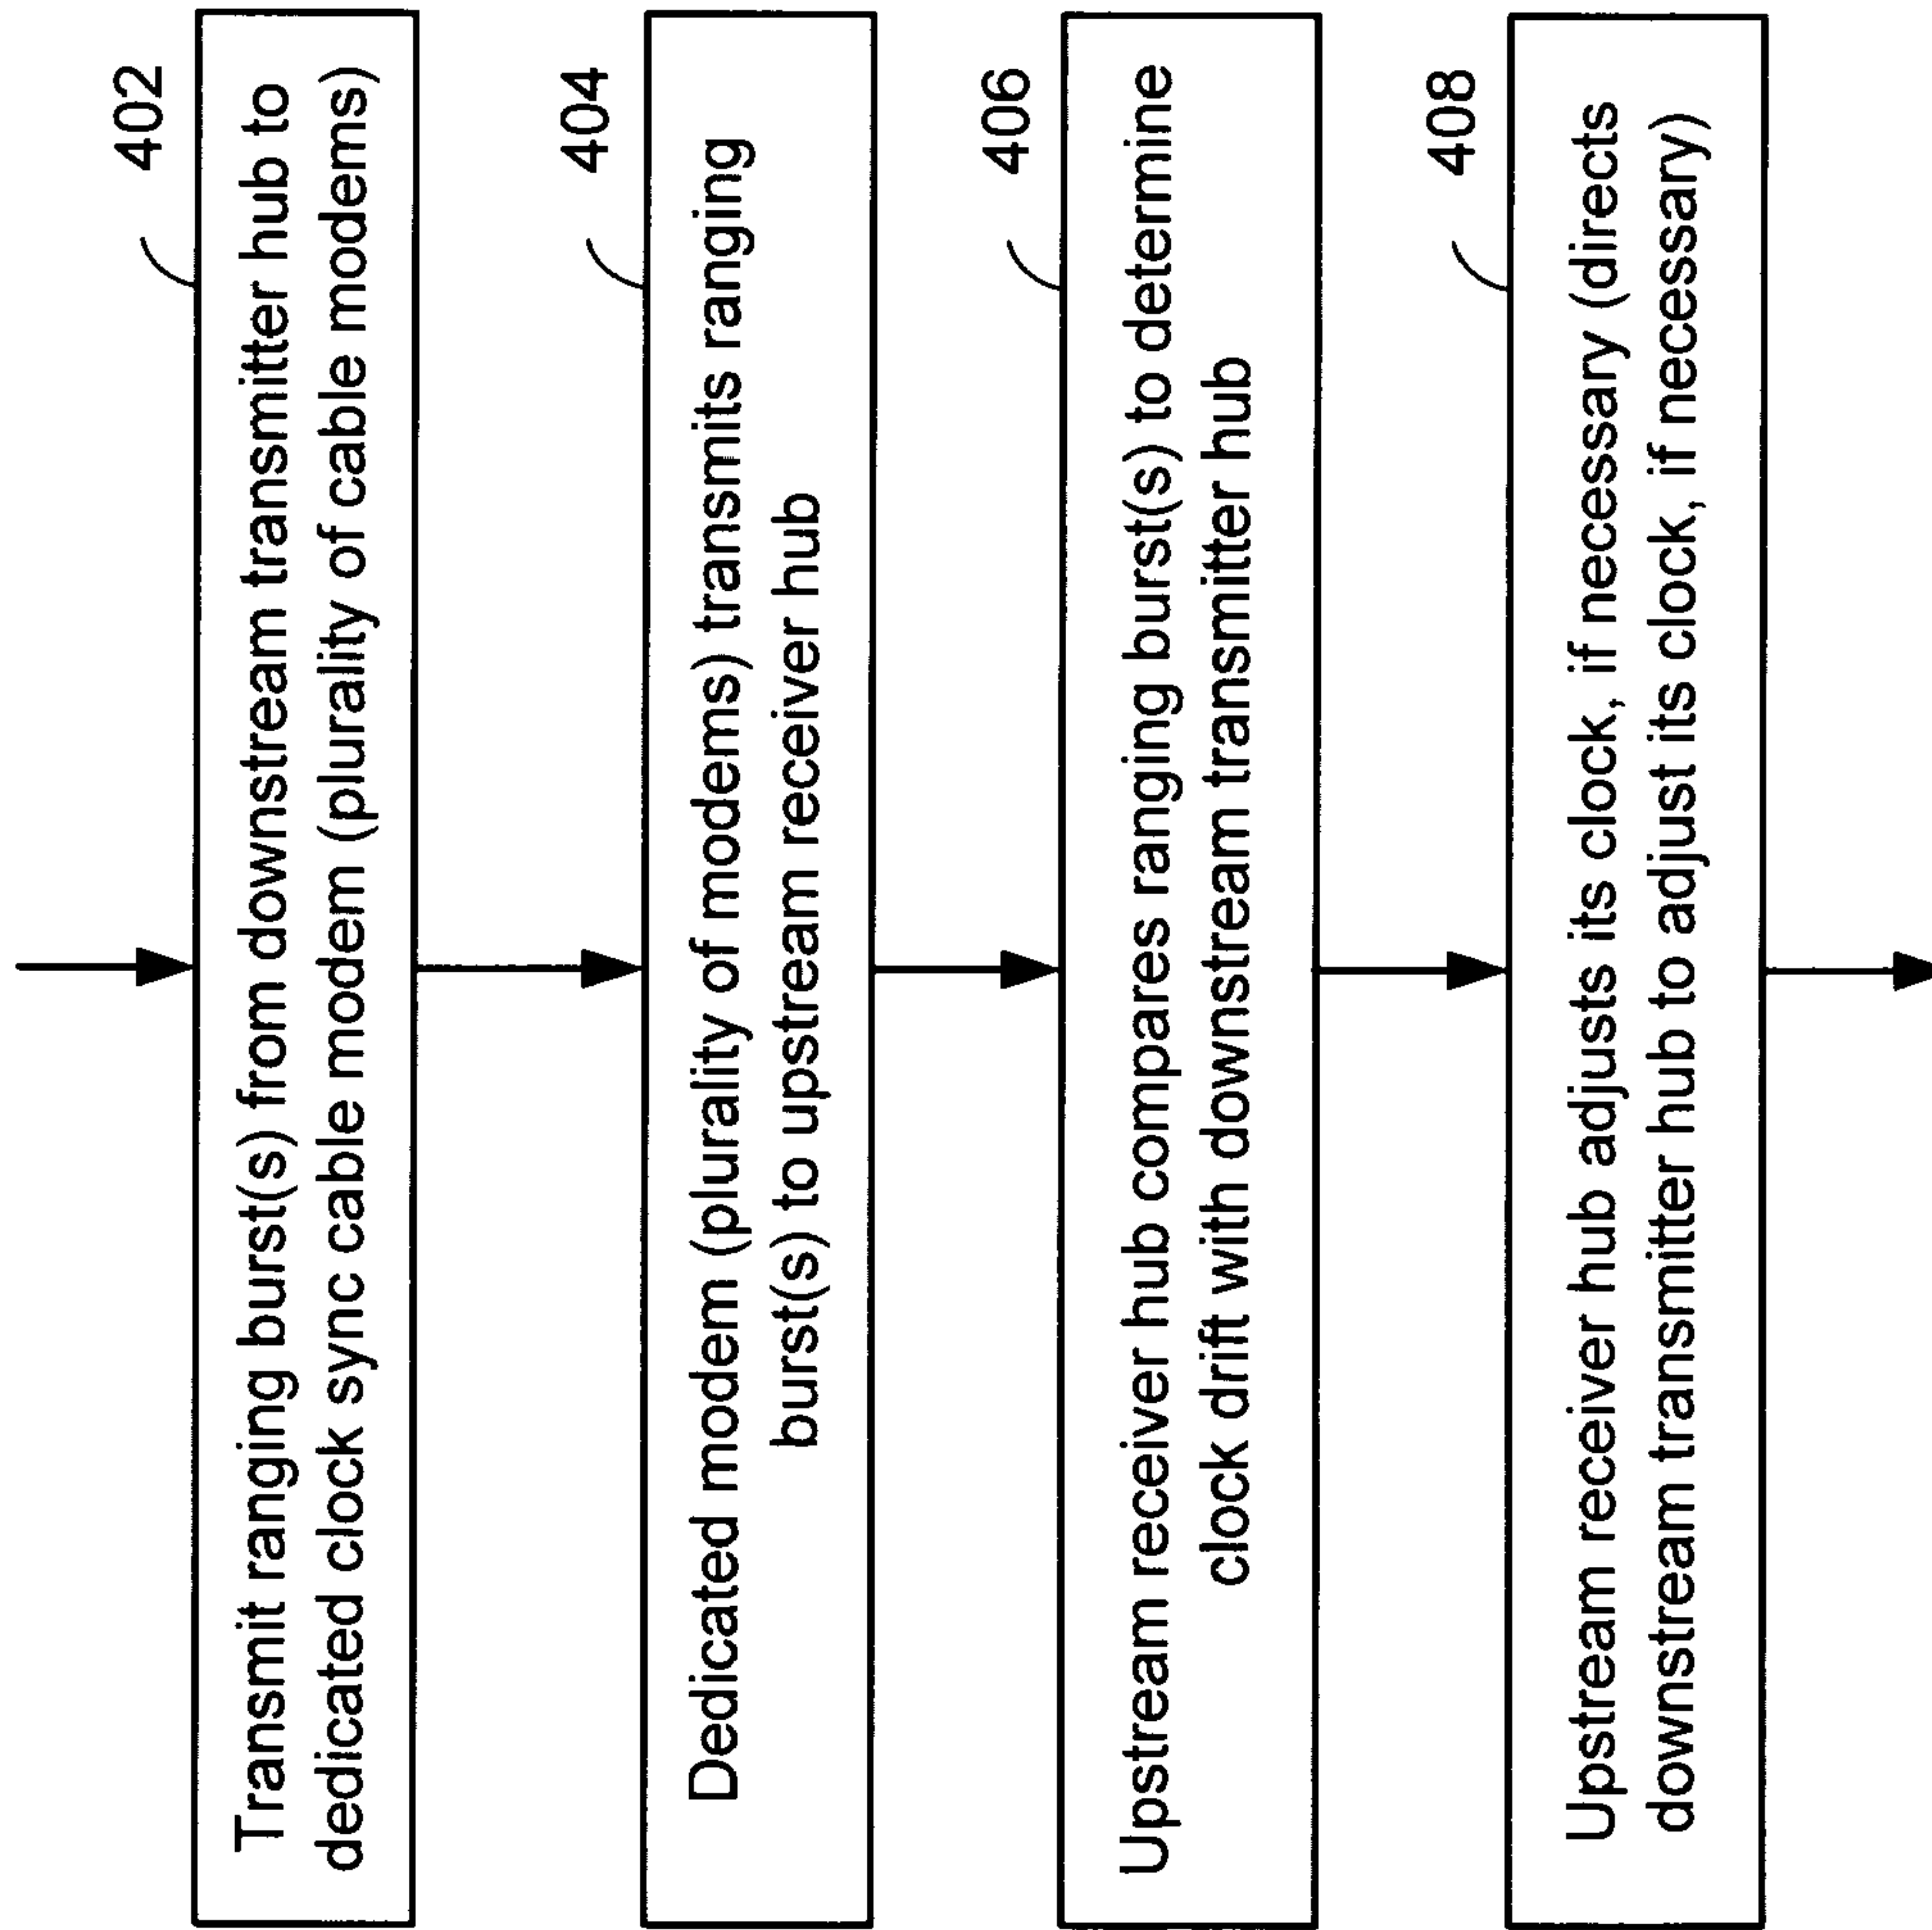 402
Transmit ranging burst(s) from downstream transmitter hub to
dedicated clock sync cable modem (plurality of cable modems)
404
Dedicated modem (plurality of modems) transmits ranging
burst(s) to upstream receiver hub
406
Upstream receiver hub compares ranging burst(s) to determine
clock drift with downstream transmitter hub
408
Upstream receiver hub adjusts its clock, if necessary (directs
downstream transmitter hub to adjust its clock, if necessary)